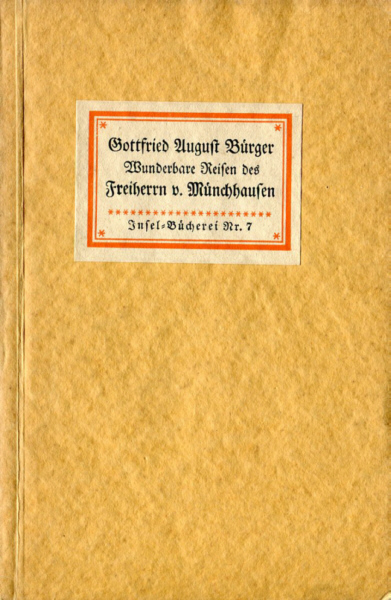 Gottfried August Bürger
Wunderbare Reisen des
Freiherrn v. Münchhausen
Insel-Bücherei Nr. 7